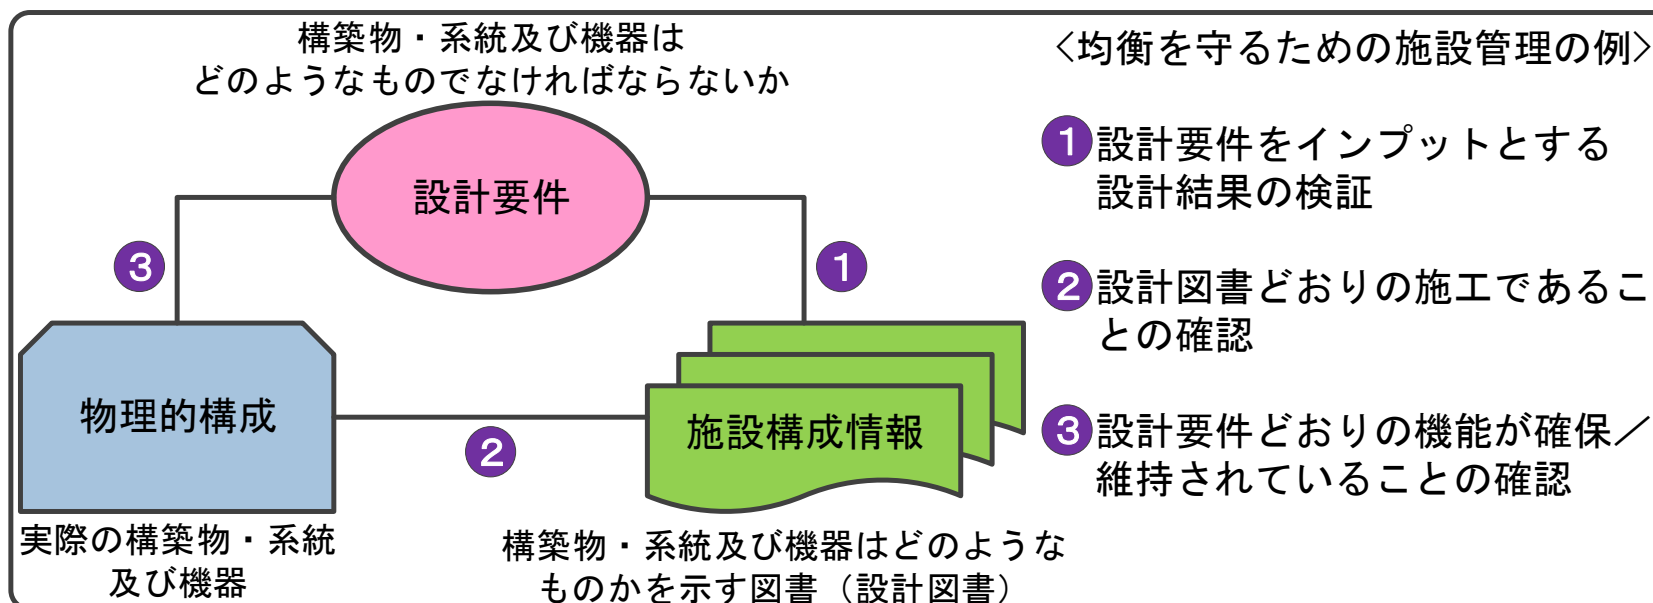 構築物・系統及び機器は
どのようなものでなければならないか
設計要件
3
1
物理的構成
2
施設構成情報
実際の構築物・系統
及び機器
構築物・系統及び機器はどのような
ものかを示す図書（設計図書）
<均衡を守るための施設管理の例>
1 設計要件をインプットとする
設計結果の検証
2 設計図書どおりの施工であるこ
との確認
3 設計要件どおりの機能が確保／
維持されていることの確認